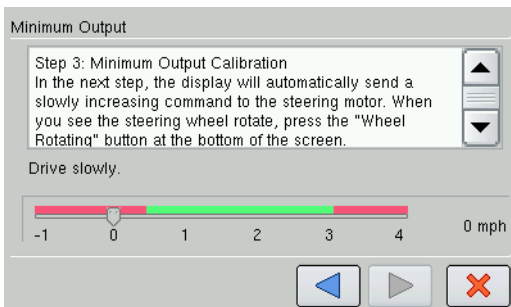 Minimum Output
Step 3: Minimum Output Calibration
In the next step, the display will automatically send a
slowly increasing command to the steering motor. When
you see the steering wheel rotate, press the "Wheel
Rotating" button at the bottom of the screen.
Drive slowly.
-1 0 1 2 3 4 0 mph